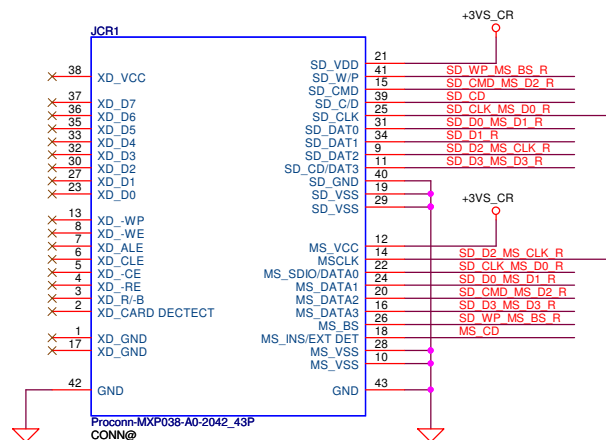 +3VS_CR
JCR1
38 XD_VCC
37 XD_D7
36 XD_D6
35 XD_D5
33 XD_D4
32 XD_D3
30 XD_D2
27 XD_D1
23 XD_D0
13 XD_-WP
8 XD_-WE
7 XD_ALE
6 XD_CLE
5 XD_-CE
4 XD_-RE
3 XD_R/-B
2 XD_CARD DECTECT
1 XD_GND
17 XD_GND
42 GND
SD_VDD 21
SD_W/P 41 SD_WP_MS_BS_R
SD_CMD 15 SD_CMD_MS_D2_R
SD_C/D 39 SD_CD
SD_CLK 25 SD_CLK_MS_D0_R
SD_DAT0 31 SD_D0_MS_D1_R
SD_DAT1 34 SD_D1_R
SD_DAT2 9 SD_D2_MS_CLK_R
SD_CD/DAT3 11 SD_D3_MS_D3_R
SD_GND 40
SD_VSS 19
SD_VSS 29
+3VS_CR
MS_VCC 12
MSCLK 14 SD_D2_MS_CLK_R
MS_SDIO/DATA0 22 SD_CLK_MS_D0_R
MS_DATA1 24 SD_D0_MS_D1_R
MS_DATA2 20 SD_CMD_MS_D2_R
MS_DATA3 16 SD_D3_MS_D3_R
MS_BS 26 SD_WP_MS_BS_R
MS_INS/EXT DET 18 MS_CD
MS_VSS 28
MS_VSS 10
GND 43
Proconn-MXP038-A0-2042_43P
CONN@